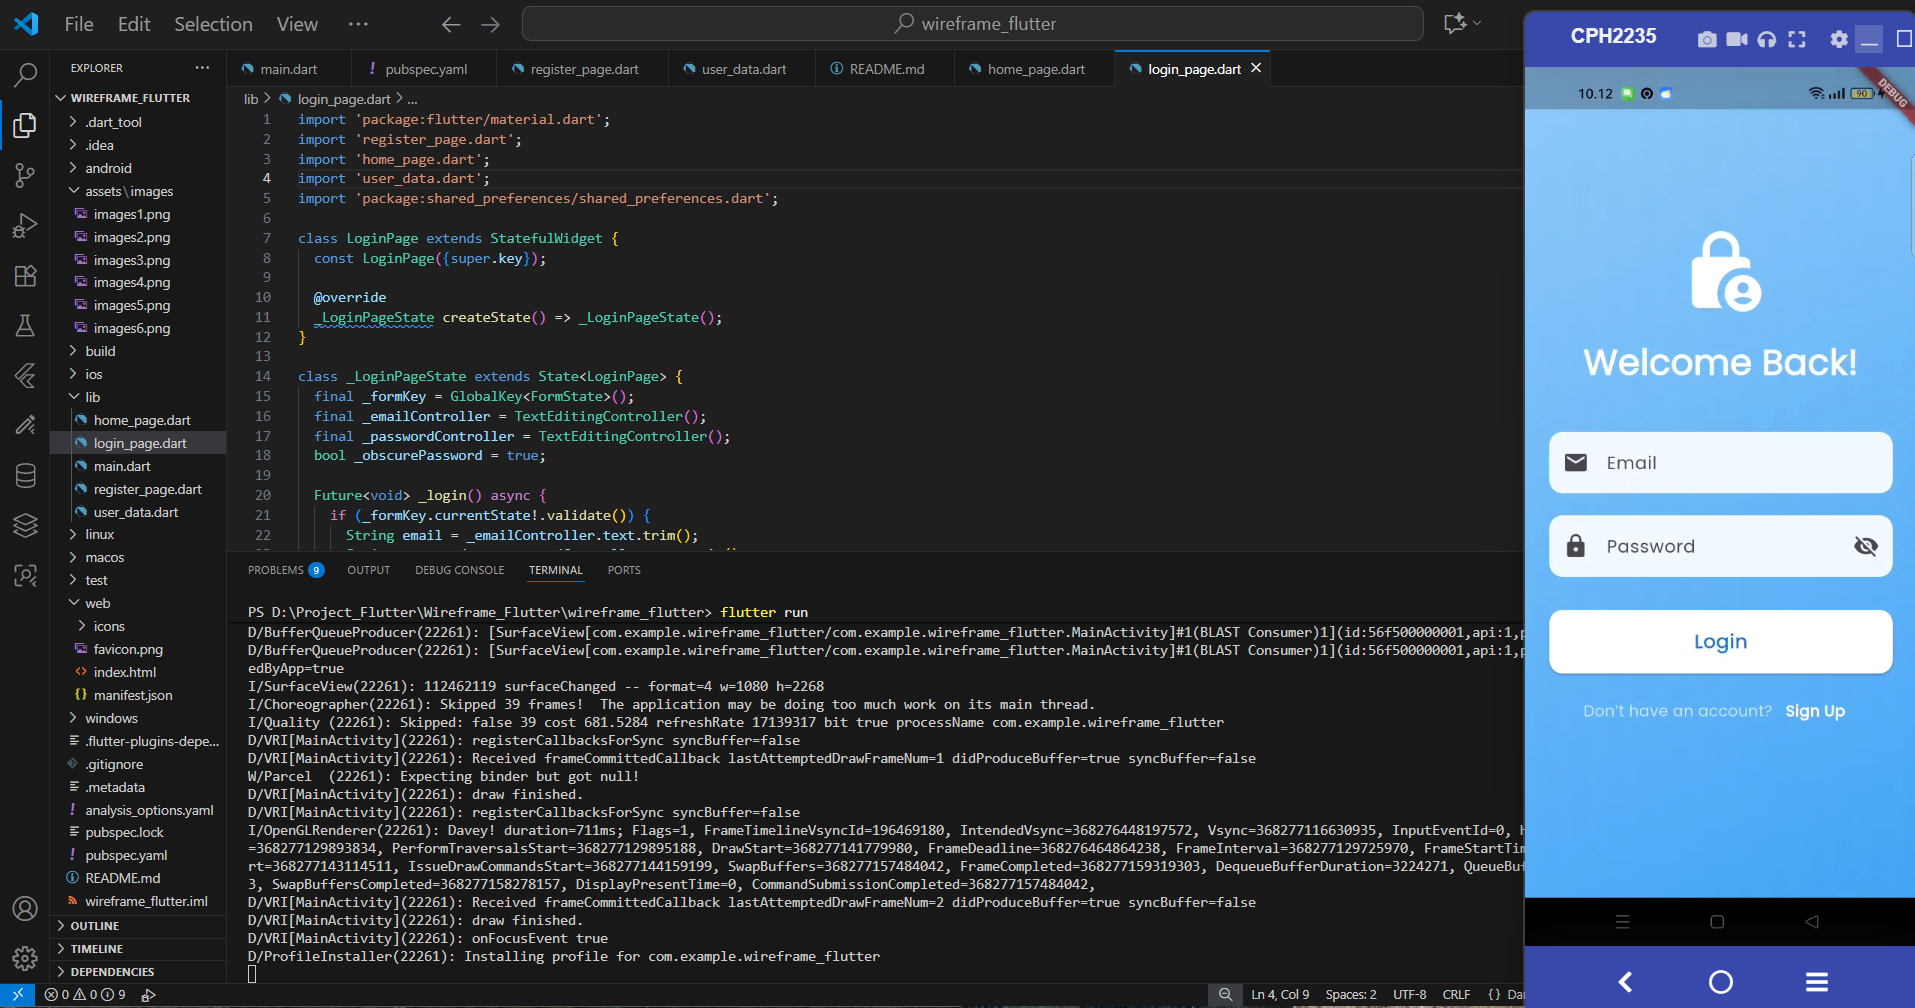 File Edit Selection View ...
wireframe_flutter
EXPLORER
WIREFRAME_FLUTTER
.dart_tool
.idea
android
assets\images
images1.png
images2.png
images3.png
images4.png
images5.png
images6.png
build
ios
lib
home_page.dart
login_page.dart
main.dart
register_page.dart
user_data.dart
linux
macos
test
web
icons
favicon.png
index.html
manifest.json
windows
.flutter-plugins-depe...
.gitignore
.metadata
analysis_options.yaml
pubspec.lock
pubspec.yaml
README.md
wireframe_flutter.iml
OUTLINE
TIMELINE
DEPENDENCIES
main.dart pubspec.yaml register_page.dart user_data.dart README.md home_page.dart login_page.dart
lib > login_page.dart > ...
1 import 'package:flutter/material.dart';
2 import 'register_page.dart';
3 import 'home_page.dart';
4 import 'user_data.dart';
5 import 'package:shared_preferences/shared_preferences.dart';
6
7 class LoginPage extends StatefulWidget {
8 const LoginPage({super.key});
9
10 @override
11 _LoginPageState createState() => _LoginPageState();
12 }
13
14 class _LoginPageState extends State<LoginPage> {
15 final _formKey = GlobalKey<FormState>();
16 final _emailController = TextEditingController();
17 final _passwordController = TextEditingController();
18 bool _obscurePassword = true;
19
20 Future<void> _login() async {
21 if (_formKey.currentState!.validate()) {
22 String email = _emailController.text.trim();
PROBLEMS 9 OUTPUT DEBUG CONSOLE TERMINAL PORTS
PS D:\Project_Flutter\Wireframe_Flutter\wireframe_flutter> flutter run
D/BufferQueueProducer(22261): [SurfaceView[com.example.wireframe_flutter/com.example.wireframe_flutter.MainActivity]#1(BLAST Consumer)1](id:56f500000001,api:1,p
D/BufferQueueProducer(22261): [SurfaceView[com.example.wireframe_flutter/com.example.wireframe_flutter.MainActivity]#1(BLAST Consumer)1](id:56f500000001,api:1,p
edByApp=true
I/SurfaceView(22261): 112462119 surfaceChanged -- format=4 w=1080 h=2268
I/Choreographer(22261): Skipped 39 frames!  The application may be doing too much work on its main thread.
I/Quality (22261): Skipped: false 39 cost 681.5284 refreshRate 17139317 bit true processName com.example.wireframe_flutter
D/VRI[MainActivity](22261): registerCallbacksForSync syncBuffer=false
D/VRI[MainActivity](22261): Received frameCommittedCallback lastAttemptedDrawFrameNum=1 didProduceBuffer=true syncBuffer=false
W/Parcel  (22261): Expecting binder but got null!
D/VRI[MainActivity](22261): draw finished.
D/VRI[MainActivity](22261): registerCallbacksForSync syncBuffer=false
I/OpenGLRenderer(22261): Davey! duration=711ms; Flags=1, FrameTimelineVsyncId=196469180, IntendedVsync=368276448197572, Vsync=368277116630935, InputEventId=0, H
=368277129893834, PerformTraversalsStart=368277129895188, DrawStart=368277141779980, FrameDeadline=368276464864238, FrameInterval=368277129725970, FrameStartTim
rt=368277143114511, IssueDrawCommandsStart=368277144159199, SwapBuffers=368277157484042, FrameCompleted=368277159319303, DequeueBufferDuration=3224271, QueueBuf
3, SwapBuffersCompleted=368277158278157, DisplayPresentTime=0, CommandSubmissionCompleted=368277157484042,
D/VRI[MainActivity](22261): Received frameCommittedCallback lastAttemptedDrawFrameNum=2 didProduceBuffer=true syncBuffer=false
D/VRI[MainActivity](22261): draw finished.
D/VRI[MainActivity](22261): onFocusEvent true
D/ProfileInstaller(22261): Installing profile for com.example.wireframe_flutter
0 0 9
Ln 4, Col 9 Spaces: 2 UTF-8 CRLF {} Da
CPH2235
10.12
90
DEBUG
Welcome Back!
Email
Password
Login
Don't have an account? Sign Up